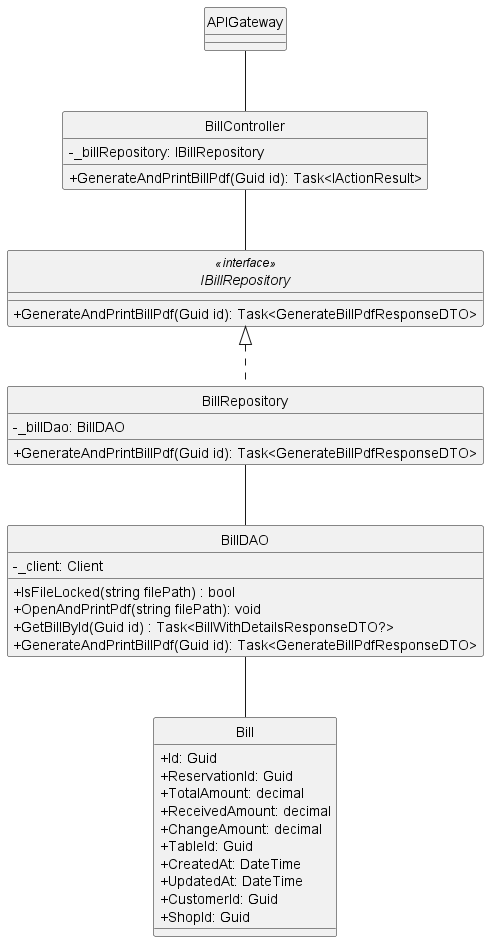 APIGateway
BillController
-_billRepository: IBillRepository
+GenerateAndPrintBillPdf(Guid id): Task<IActionResult>
«interface»
IBillRepository
+GenerateAndPrintBillPdf(Guid id): Task<GenerateBillPdfResponseDTO>
BillRepository
-_billDao: BillDAO
+GenerateAndPrintBillPdf(Guid id): Task<GenerateBillPdfResponseDTO>
BillDAO
-_client: Client
+IsFileLocked(string filePath) : bool
+OpenAndPrintPdf(string filePath): void
+GetBillById(Guid id) : Task<BillWithDetailsResponseDTO?>
+GenerateAndPrintBillPdf(Guid id): Task<GenerateBillPdfResponseDTO>
Bill
+Id: Guid
+ReservationId: Guid
+TotalAmount: decimal
+ReceivedAmount: decimal
+ChangeAmount: decimal
+TableId: Guid
+CreatedAt: DateTime
+UpdatedAt: DateTime
+CustomerId: Guid
+ShopId: Guid